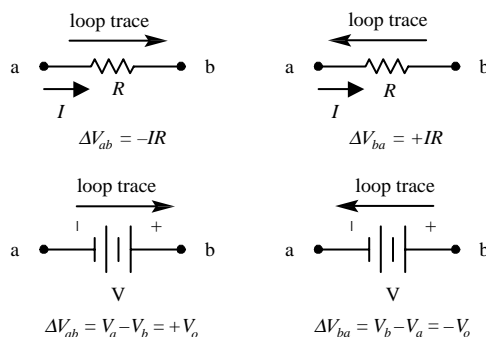 loop trace
a b
R
I
ΔV_ab = –IR
loop trace
a b
R
I
ΔV_ba = +IR
loop trace
– +
a b
V
ΔV_ab = V_a–V_b = +V_o
loop trace
– +
a b
V
ΔV_ba = V_b–V_a = –V_o